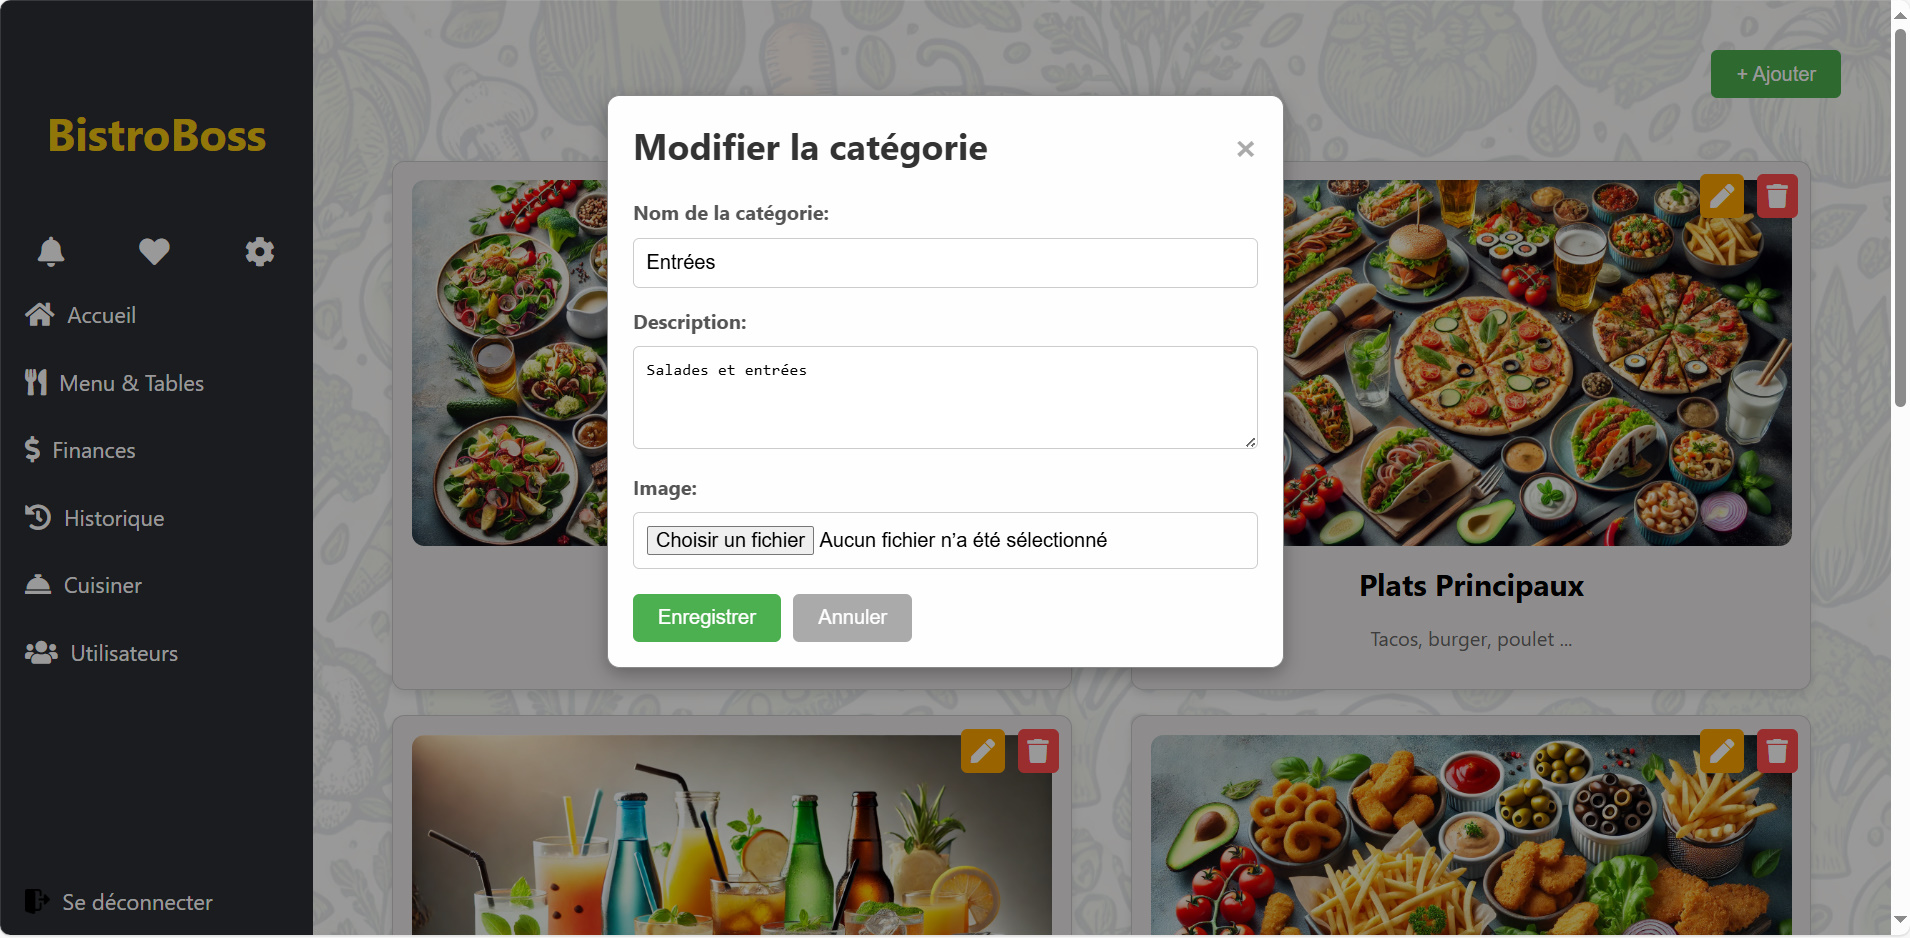 BistroBoss
Accueil
Menu & Tables
Finances
Historique
Cuisiner
Utilisateurs
Se déconnecter
+ Ajouter
Modifier la catégorie
×
Nom de la catégorie:
Entrées
Description:
Salades et entrées
Image:
Choisir un fichier Aucun fichier n’a été sélectionné
Enregistrer Annuler
Plats Principaux
Tacos, burger, poulet ...